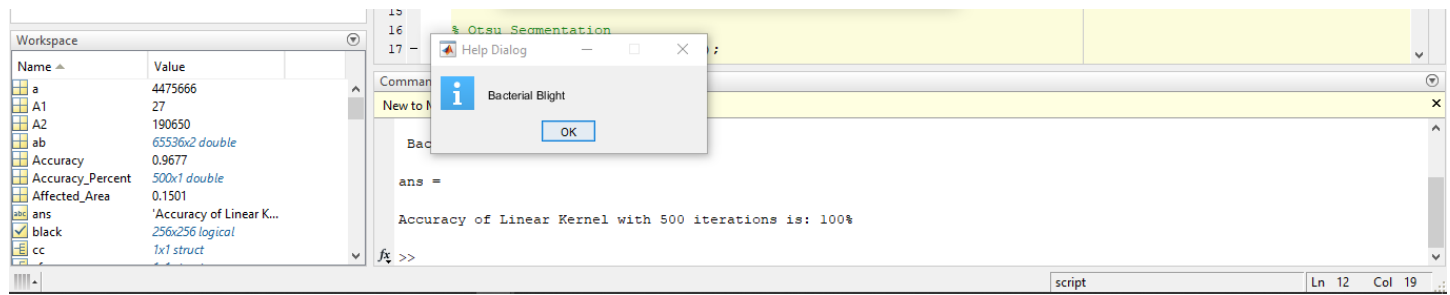 Workspace
Name Value
a 4475666
A1 27
A2 190650
ab 65536x2 double
Accuracy 0.9677
Accuracy_Percent 500x1 double
Affected_Area 0.1501
ans 'Accuracy of Linear K...
black 256x256 logical
cc 1x1 struct
15
16 % Otsu Segmentation
17 – );
Help Dialog
Bacterial Blight
OK
Comman
New to M
Bac
ans =
Accuracy of Linear Kernel with 500 iterations is: 100%
fx >>
script Ln 12 Col 19